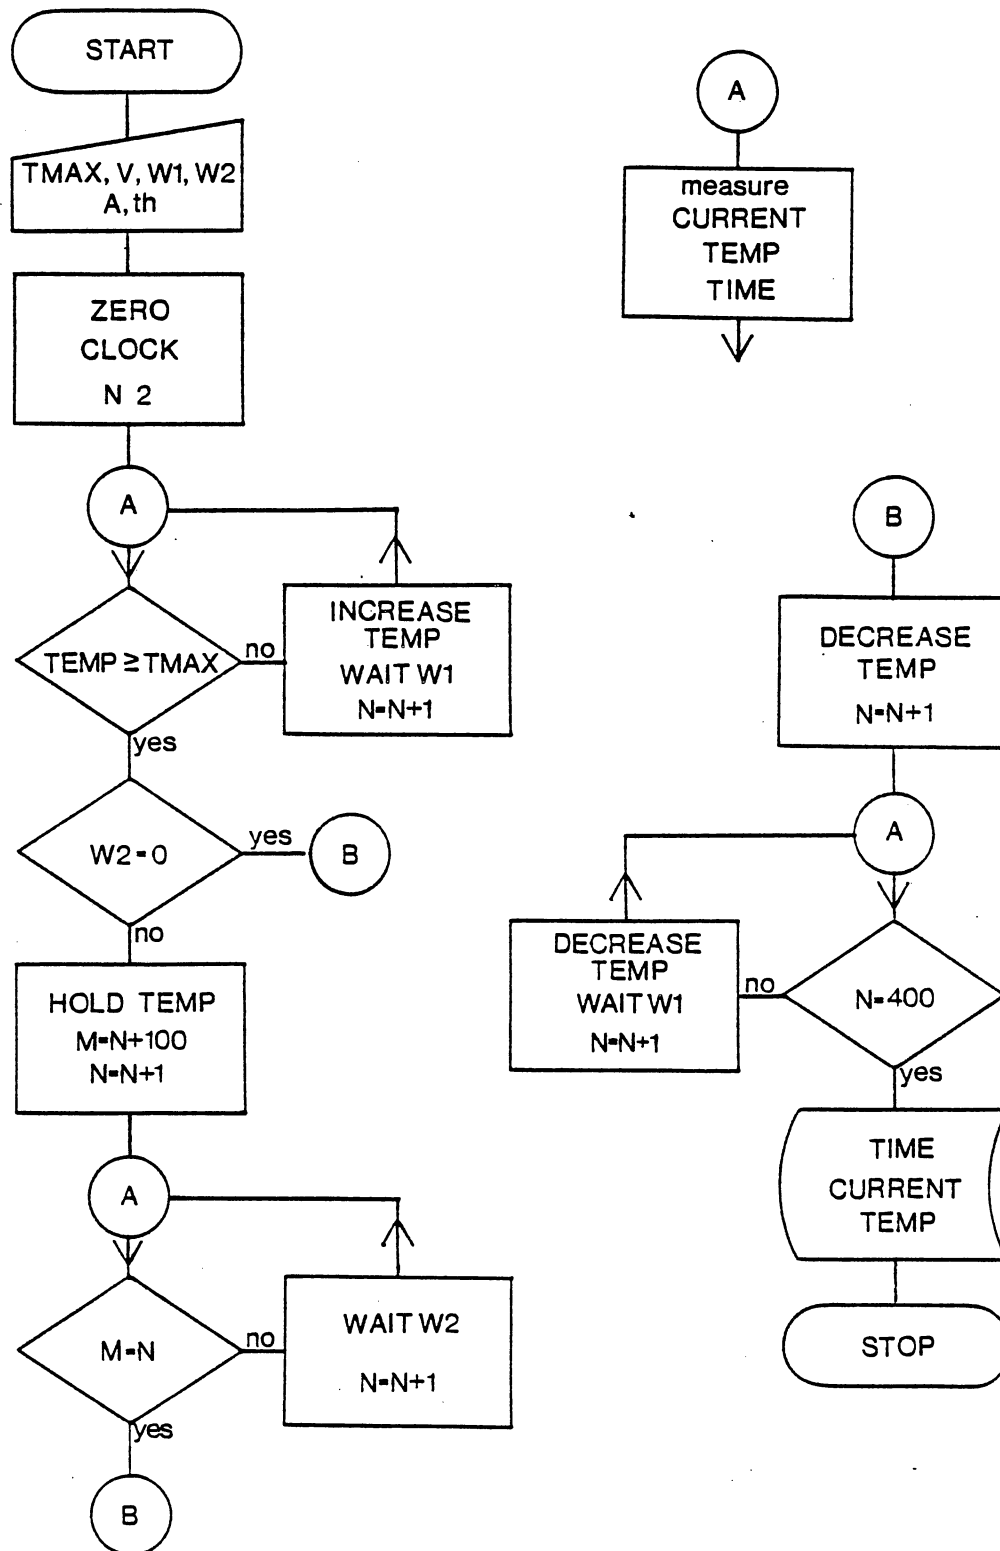 START
TMAX, V, W1, W2
A, th
ZERO
CLOCK
N 2
A
TEMP ≥ TMAX
no
INCREASE
TEMP
WAIT W1
N=N+1
yes
W2=0
yes
B
no
HOLD TEMP
M=N+100
N=N+1
A
M=N
no
WAIT W2
N=N+1
yes
B
A
measure
CURRENT
TEMP
TIME
B
DECREASE
TEMP
N=N+1
A
N=400
no
DECREASE
TEMP
WAIT W1
N=N+1
yes
TIME
CURRENT
TEMP
STOP